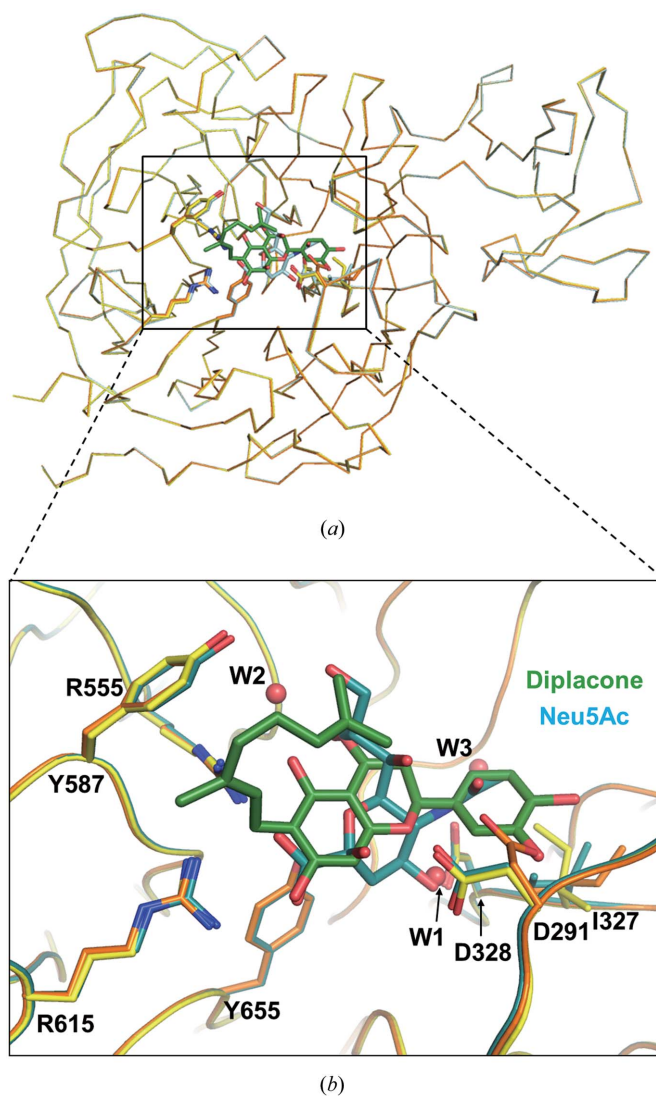 (a)
R555
W2
Diplacone
Neu5Ac
W3
Y587
W1
D328
D291
I327
R615
Y655
(b)